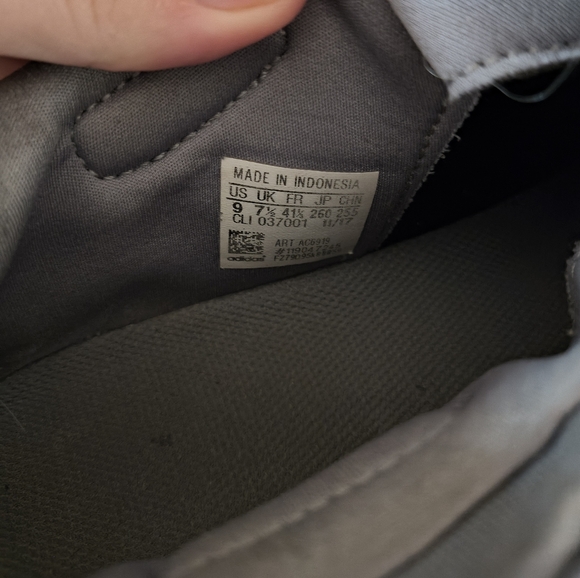 MADE IN INDONESIA
US UK FR JP CHN
9 7½ 41⅓ 260 255
CLI 037001 11/17
ART
adidas